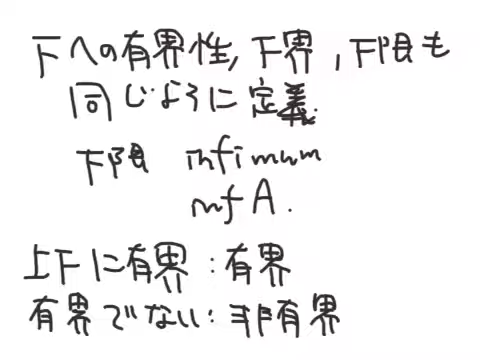 下への有界性, 下界, 下限も
同じように定義.
下限 infimum
inf A.
上下に有界:有界
有界でない:非有界